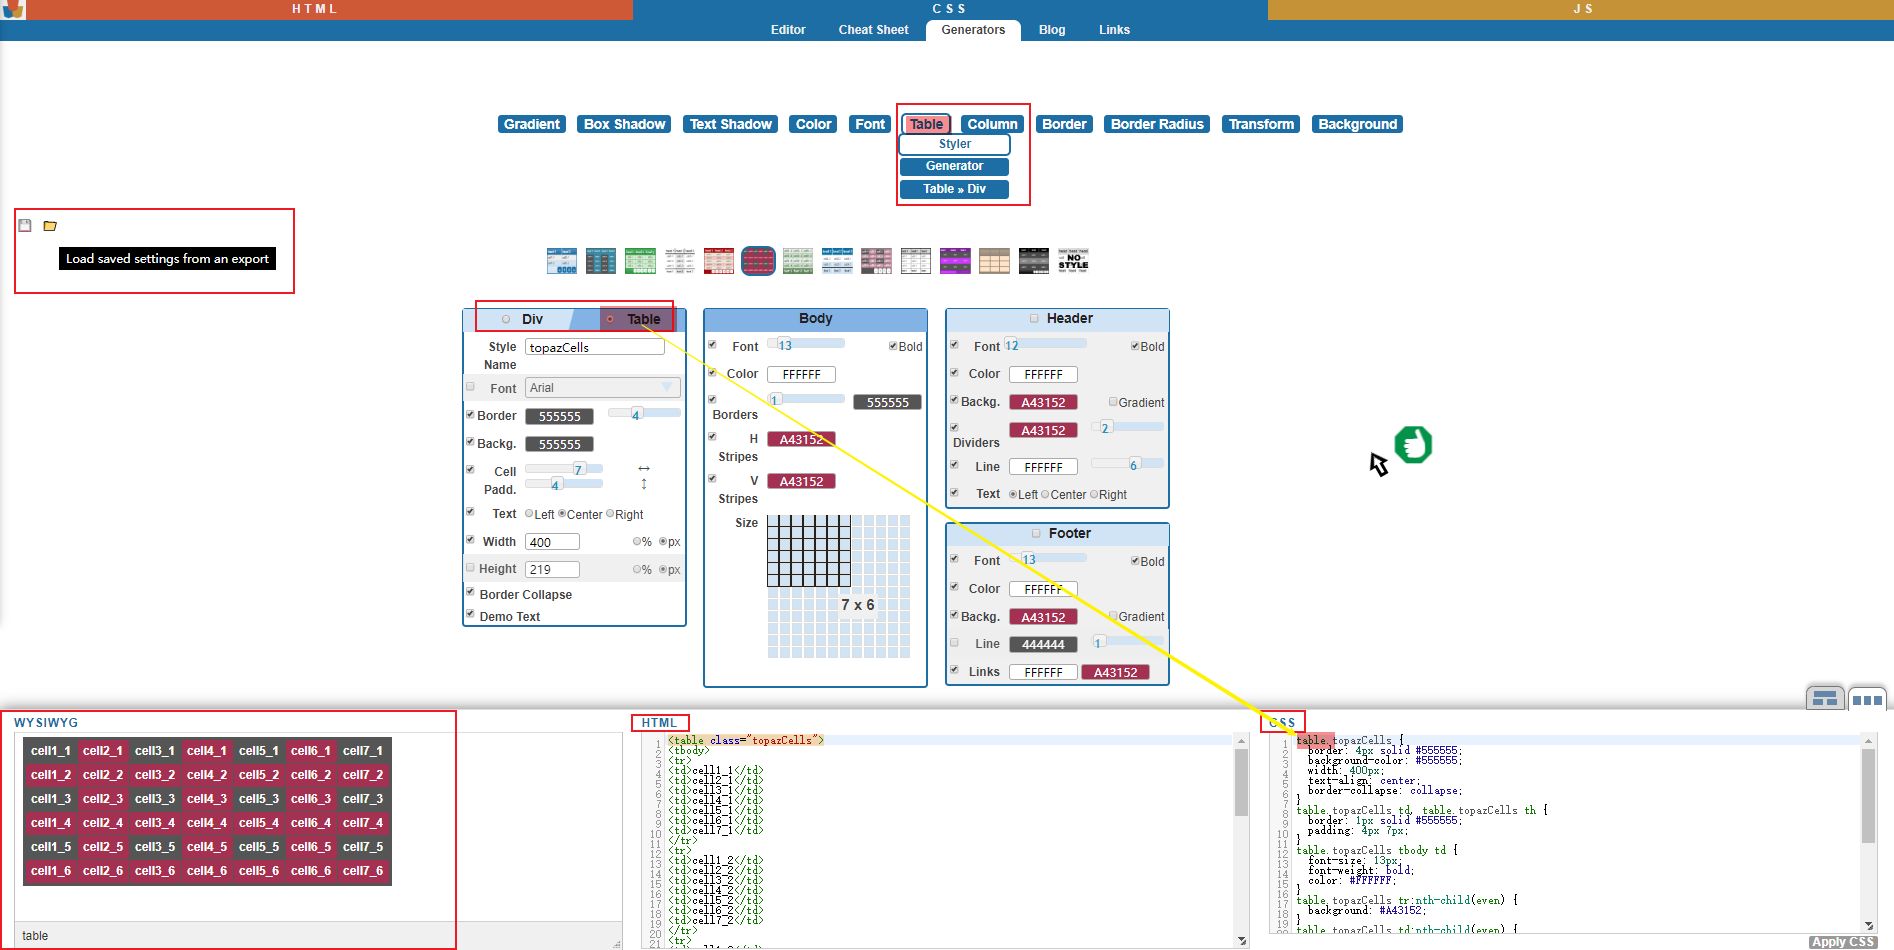 HTML
CSS
JS
Editor
Cheat Sheet
Generators
Blog
Links
Gradient
Box Shadow
Text Shadow
Color
Font
Table
Column
Border
Border Radius
Transform
Background
Styler
Generator
Table » Div
Load saved settings from an export
NO
STYLE
Div
Table
Style Name
topazCells
Font
Arial
Border
555555
4
Backg.
555555
Cell Padd.
7
4
Text
Left
Center
Right
Width
400
%
px
Height
219
%
px
Border Collapse
Demo Text
Body
Font
13
Bold
Color
FFFFFF
Borders
1
555555
H Stripes
A43152
V Stripes
A43152
Size
7 x 6
Header
Font
12
Bold
Color
FFFFFF
Backg.
A43152
Gradient
Dividers
A43152
2
Line
FFFFFF
6
Text
Left
Center
Right
Footer
Font
13
Bold
Color
FFFFFF
Backg.
A43152
Gradient
Line
444444
1
Links
FFFFFF
A43152
WYSIWYG
cell1_1 cell2_1 cell3_1 cell4_1 cell5_1 cell6_1 cell7_1
cell1_2 cell2_2 cell3_2 cell4_2 cell5_2 cell6_2 cell7_2
cell1_3 cell2_3 cell3_3 cell4_3 cell5_3 cell6_3 cell7_3
cell1_4 cell2_4 cell3_4 cell4_4 cell5_4 cell6_4 cell7_4
cell1_5 cell2_5 cell3_5 cell4_5 cell5_5 cell6_5 cell7_5
cell1_6 cell2_6 cell3_6 cell4_6 cell5_6 cell6_6 cell7_6
table
HTML
1 <table class="topazCells">
2 <tbody>
3 <tr>
4 <td>cell1_1</td>
5 <td>cell2_1</td>
6 <td>cell3_1</td>
7 <td>cell4_1</td>
8 <td>cell5_1</td>
9 <td>cell6_1</td>
10 <td>cell7_1</td>
11 </tr>
12 <tr>
13 <td>cell1_2</td>
14 <td>cell2_2</td>
15 <td>cell3_2</td>
16 <td>cell4_2</td>
17 <td>cell5_2</td>
18 <td>cell6_2</td>
19 <td>cell7_2</td>
20 </tr>
21 <tr>
CSS
1 table.topazCells {
2 border: 4px solid #555555;
3 background-color: #555555;
4 width: 400px;
5 text-align: center;
6 border-collapse: collapse;
7 }
8 table.topazCells td, table.topazCells th {
9 border: 1px solid #555555;
10 padding: 4px 7px;
11 }
12 table.topazCells tbody td {
13 font-size: 13px;
14 font-weight: bold;
15 color: #FFFFFF;
16 }
17 table.topazCells tr:nth-child(even) {
18 background: #A43152;
19 }
20 table.topazCells td:nth-child(even) {
Apply CSS